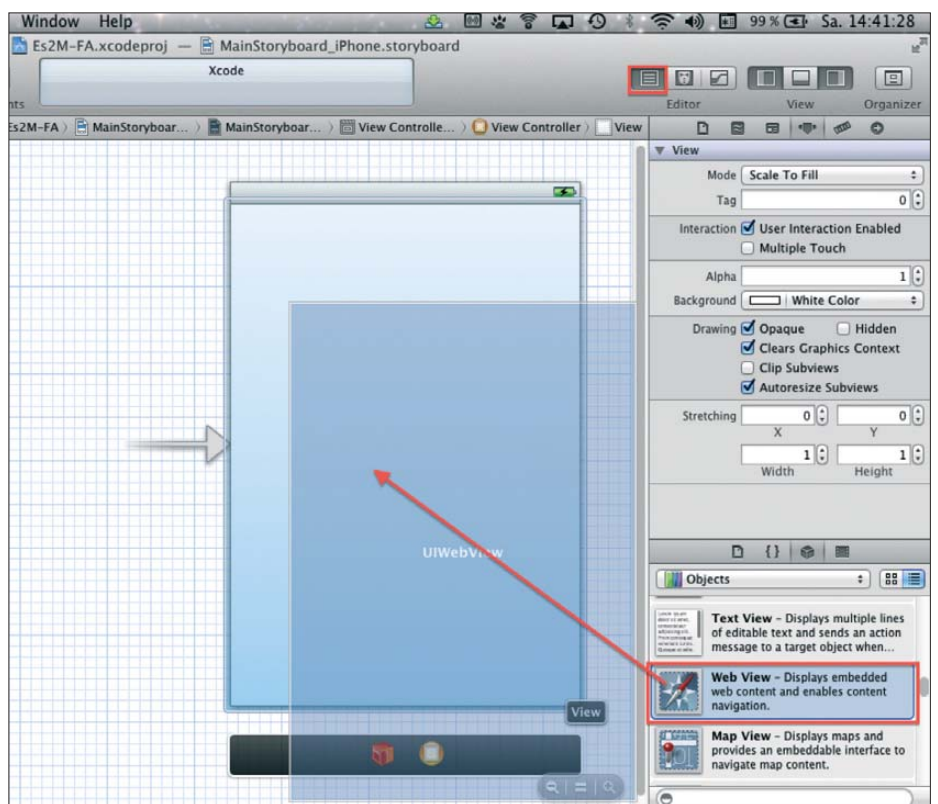 Window Help 99 % Sa. 14:41:28
Es2M-FA.xcodeproj — MainStoryboard_iPhone.storyboard
Xcode
nts
Editor View Organizer
Es2M-FA MainStoryboar... MainStoryboar... View Controlle... View Controller View
View
Mode Scale To Fill
Tag 0
Interaction User Interaction Enabled
Multiple Touch
Alpha 1
Background White Color
Drawing Opaque Hidden
Clears Graphics Context
Clip Subviews
Autoresize Subviews
Stretching 0 0
X Y
1 1
Width Height
UIWebView
View
{}
Objects
Text View – Displays multiple lines
of editable text and sends an action
message to a target object when...
Web View – Displays embedded
web content and enables content
navigation.
Map View – Displays maps and
provides an embeddable interface to
navigate map content.